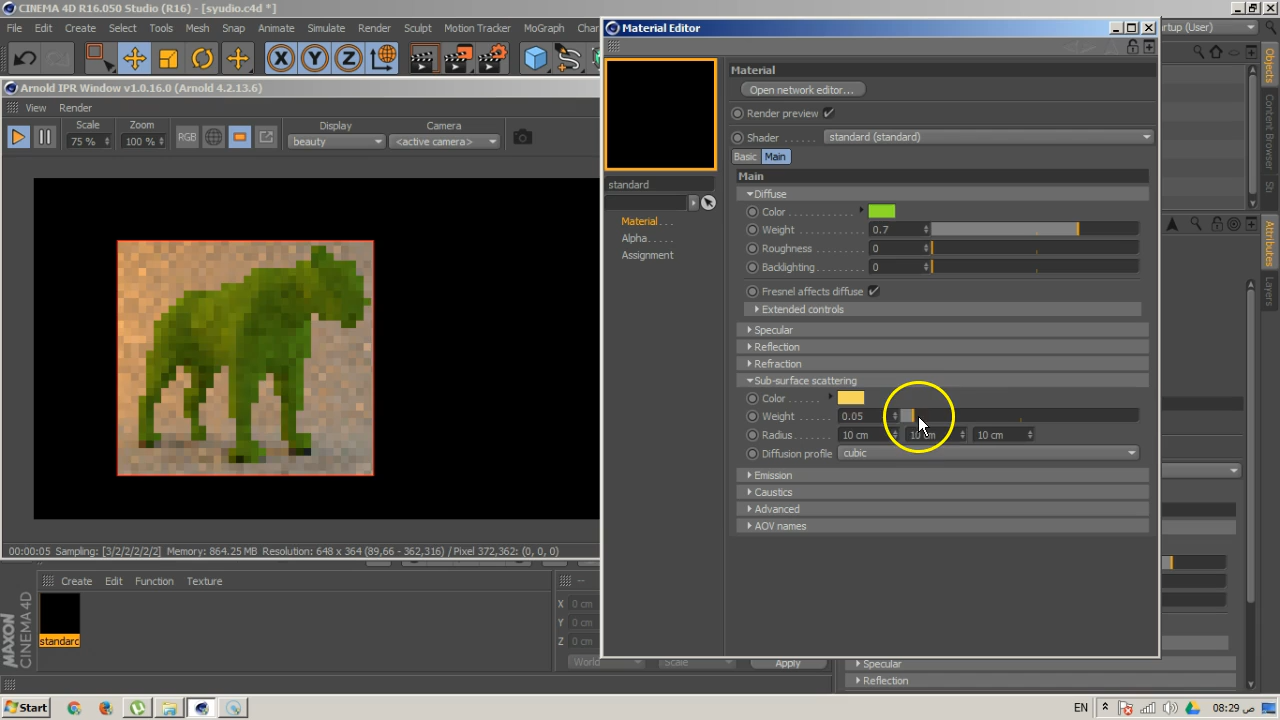 CINEMA 4D R16.050 Studio (R16) - [syudio.c4d *]
File Edit Create Select Tools Mesh Snap Animate Simulate Render Sculpt Motion Tracker MoGraph
Startup (User)
X Y Z
Arnold IPR Window v1.0.16.0 (Arnold 4.2.13.6)
View Render
Scale Zoom Display Camera
75 % 100 % RGB beauty <active camera>
00:00:05 Sampling: [3/2/2/2/2/2] Memory: 864.25 MB Resolution: 648 x 364 (89,66 - 362,316) / Pixel 372,362: (0, 0, 0)
Material Editor
standard
Material
Alpha
Assignment
Material
Open network editor...
Render preview
Shader standard (standard)
Basic Main
Main
Diffuse
Color
Weight 0.7
Roughness 0
Backlighting 0
Fresnel affects diffuse
Extended controls
Specular
Reflection
Refraction
Sub-surface scattering
Color
Weight 0.05
Radius 10 cm 10 cm 10 cm
Diffusion profile cubic
Emission
Caustics
Advanced
AOV names
Objects
Content Browser
Attributes
Layers
Create Edit Function Texture
standard
X 0 cm
Y 0 cm
Z 0 cm
World Scale Apply
Specular
Reflection
MAXON
CINEMA 4D
Start EN 08:29 ص